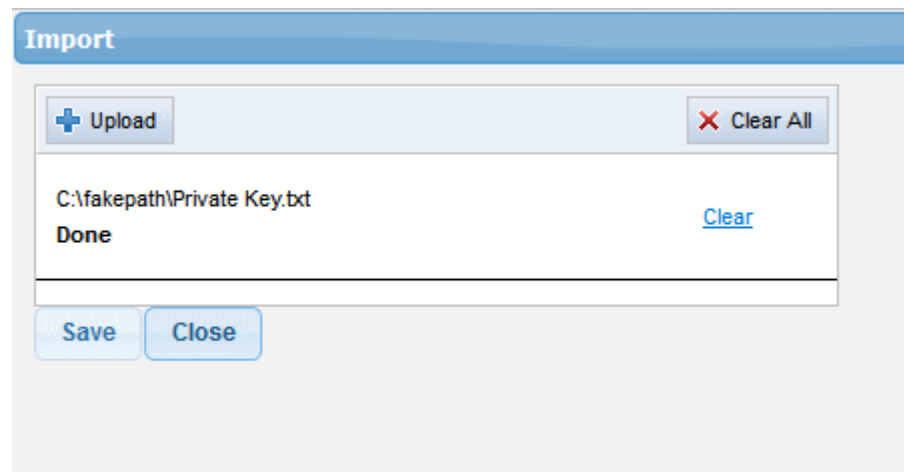 Import
Upload
Clear All
C:\fakepath\Private Key.txt
Clear
Done
Save
Close